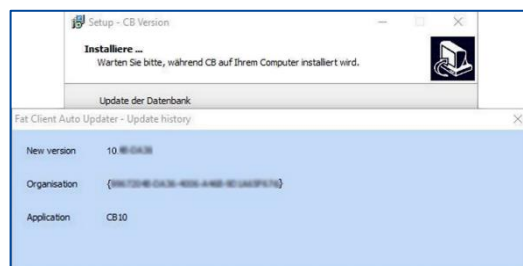 Setup - CB Version
Installiere ...
Warten Sie bitte, während CB auf Ihrem Computer installiert wird.
Update der Datenbank
Fat Client Auto Updater - Update history
New version 10.
Organisation { }
Application CB10